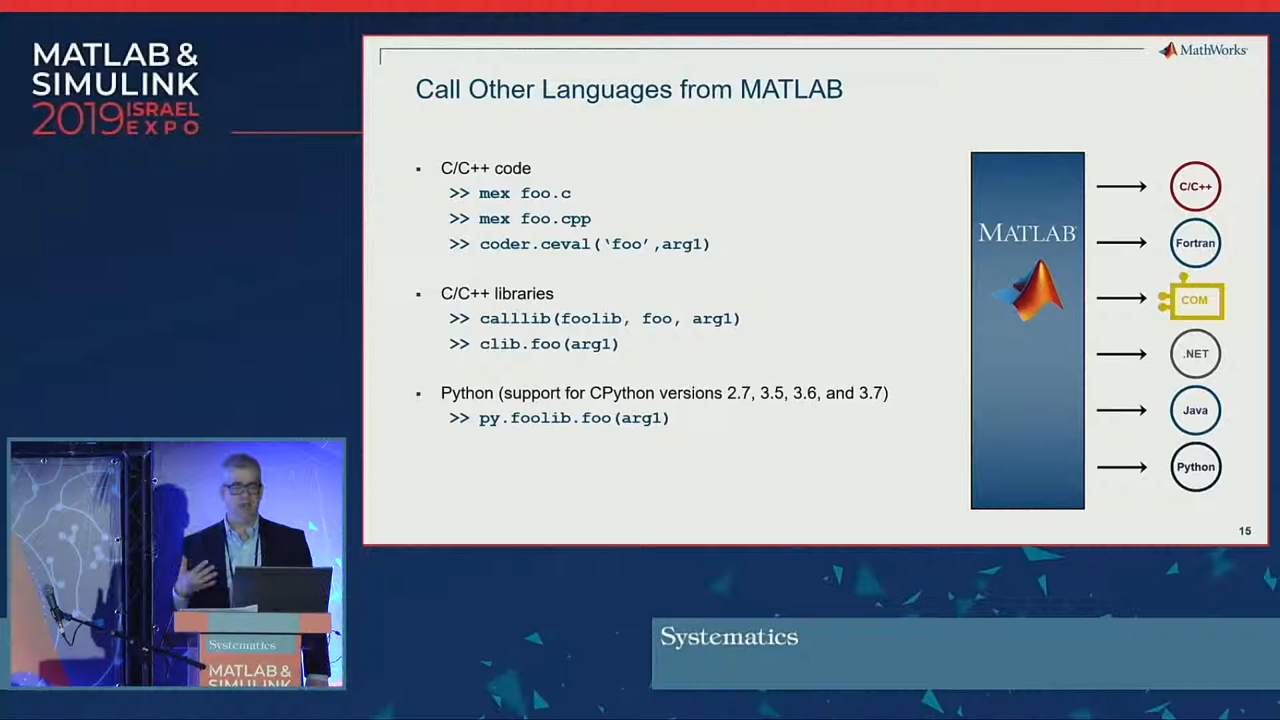 MATLAB &
SIMULINK
2019 ISRAEL
EXPO
MathWorks
Call Other Languages from MATLAB
▪ C/C++ code
>> mex foo.c
>> mex foo.cpp
>> coder.ceval(‘foo’,arg1)
▪ C/C++ libraries
>> calllib(foolib, foo, arg1)
>> clib.foo(arg1)
▪ Python (support for CPython versions 2.7, 3.5, 3.6, and 3.7)
>> py.foolib.foo(arg1)
MATLAB
C/C++
Fortran
COM
.NET
Java
Python
15
Systematics
MATLAB &
SIMULINK
Systematics